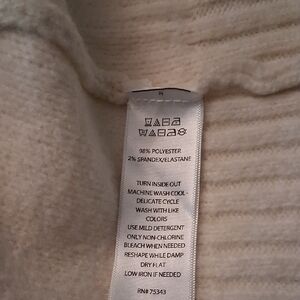 98% POLYESTER
2% SPANDEX/ELASTANE
TURN INSIDE OUT
MACHINE WASH COOL-
DELICATE CYCLE
WASH WITH LIKE
COLORS
USE MILD DETERGENT
ONLY NON-CHLORINE
BLEACH WHEN NEEDED
RESHAPE WHILE DAMP
DRY FLAT
LOW IRON IF NEEDED
RN# 75343